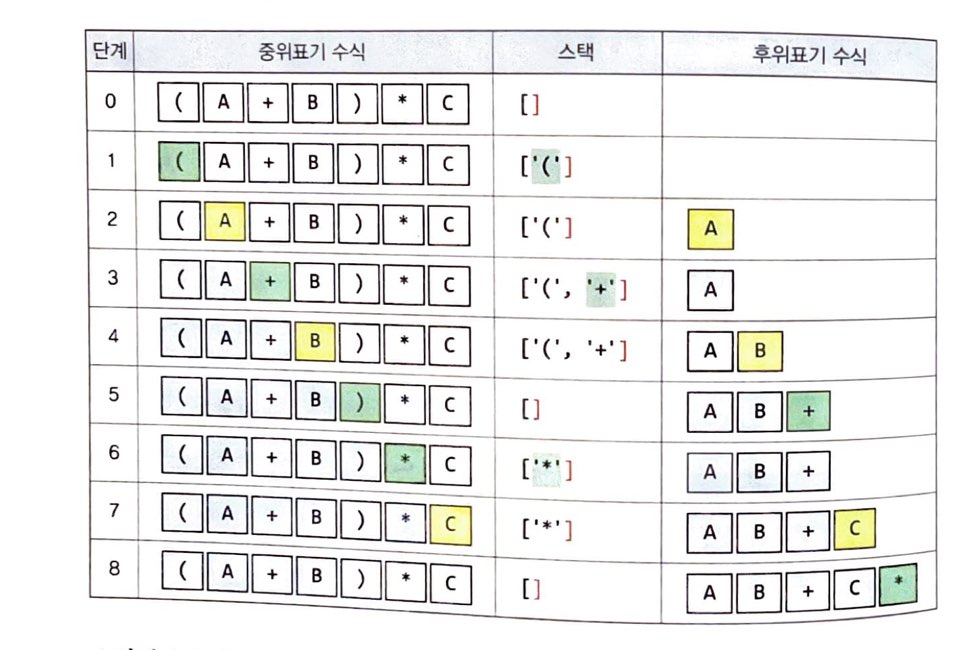 단계 중위표기 수식 스택 후위표기 수식
0 ( A + B ) * C []
1 ( A + B ) * C ['(']
2 ( A + B ) * C ['('] A
3 ( A + B ) * C ['(', '+'] A
4 ( A + B ) * C ['(', '+'] A B
5 ( A + B ) * C [] A B +
6 ( A + B ) * C ['*'] A B +
7 ( A + B ) * C ['*'] A B + C
8 ( A + B ) * C [] A B + C *